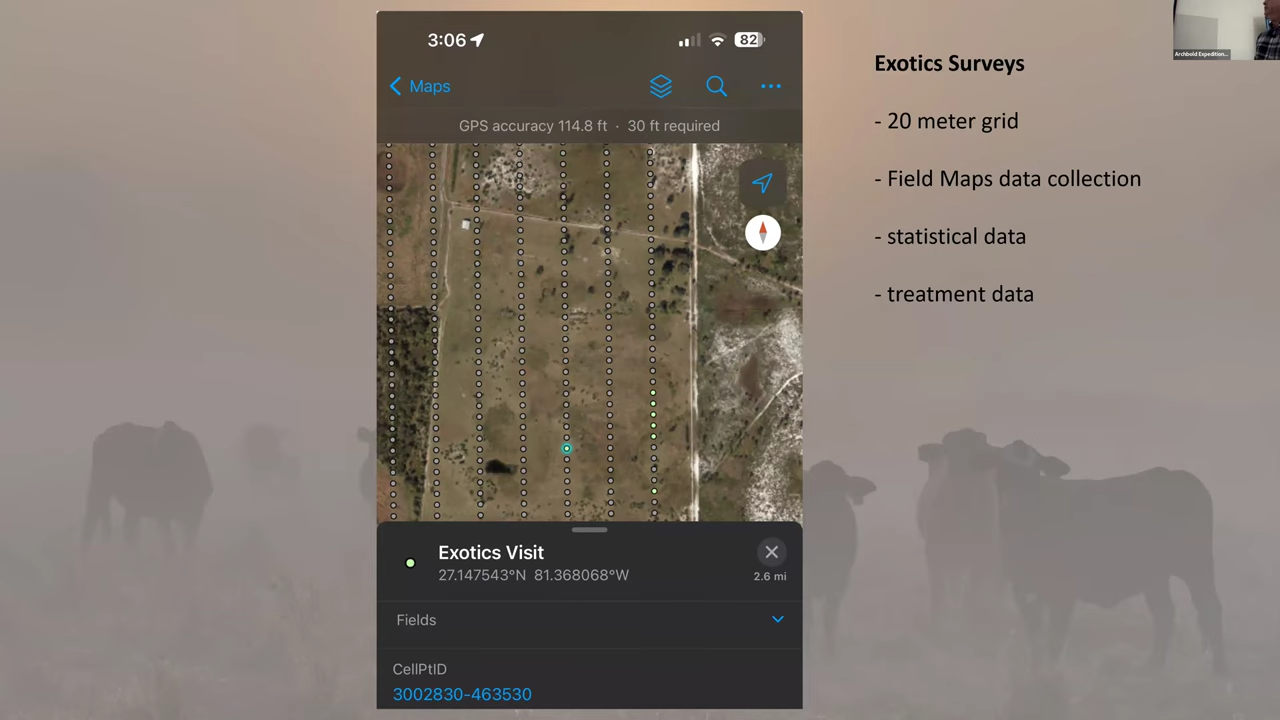 3:06
82
Maps
GPS accuracy 114.8 ft · 30 ft required
Exotics Visit
27.147543°N 81.368068°W
2.6 mi
Fields
CellPtID
3002830-463530
Exotics Surveys
- 20 meter grid
- Field Maps data collection
- statistical data
- treatment data
Archbold Expedition...